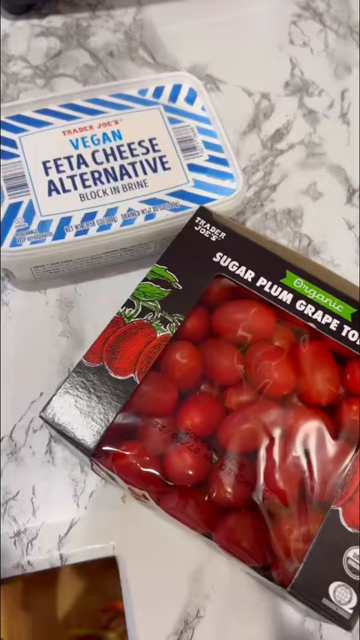 TRADER JOE'S
VEGAN
FETA CHEESE
ALTERNATIVE
BLOCK IN BRINE
TRADER
JOE'S
Organic
SUGAR PLUM GRAPE TO